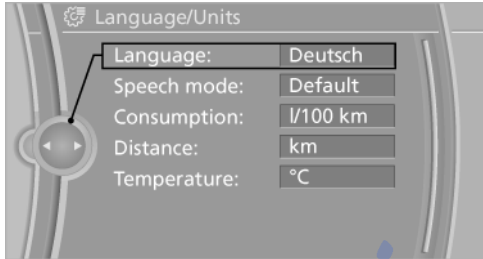 Language/Units
Language: Deutsch
Speech mode: Default
Consumption: l/100 km
Distance: km
Temperature: °C